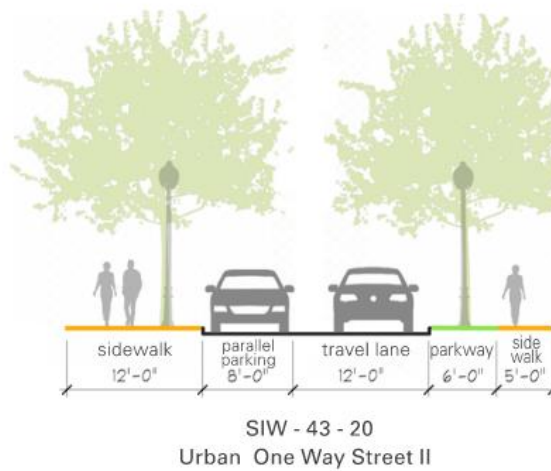 sidewalk
12'-0"
parallel
parking
8'-0"
travel lane
12'-0"
parkway
6'-0"
side
walk
5'-0"
SIW - 43 - 20
Urban One Way Street II